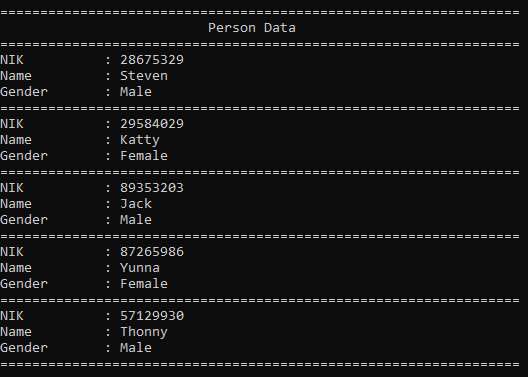 =================================================================
Person Data
=================================================================
NIK : 28675329
Name : Steven
Gender : Male
=================================================================
NIK : 29584029
Name : Katty
Gender : Female
=================================================================
NIK : 89353203
Name : Jack
Gender : Male
=================================================================
NIK : 87265986
Name : Yunna
Gender : Female
=================================================================
NIK : 57129930
Name : Thonny
Gender : Male
=================================================================